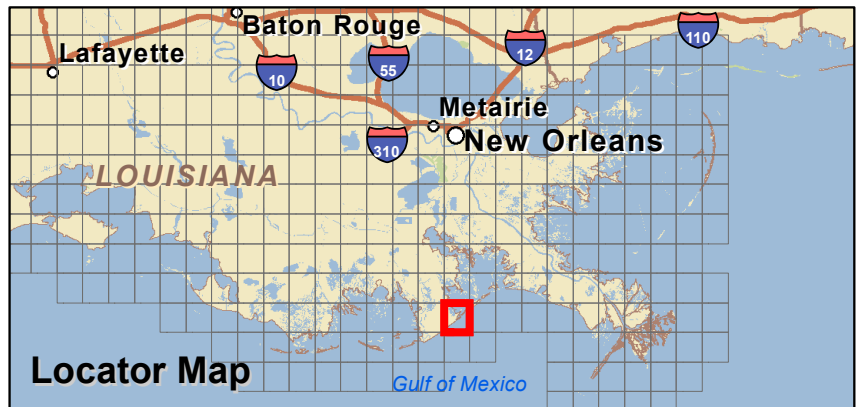 Baton Rouge
110
Lafayette
12
55
10
Metairie
New Orleans
310
LOUISIANA
Locator Map
Gulf of Mexico